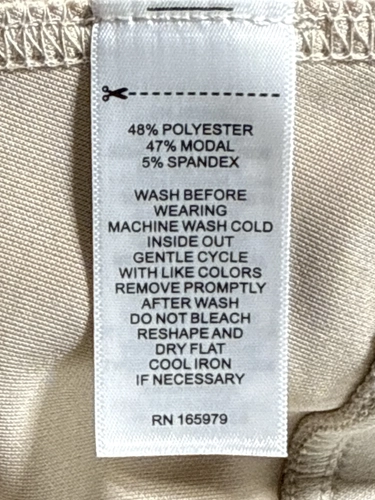 48% POLYESTER
47% MODAL
5% SPANDEX
WASH BEFORE
WEARING
MACHINE WASH COLD
INSIDE OUT
GENTLE CYCLE
WITH LIKE COLORS
REMOVE PROMPTLY
AFTER WASH
DO NOT BLEACH
RESHAPE AND
DRY FLAT
COOL IRON
IF NECESSARY
RN 165979